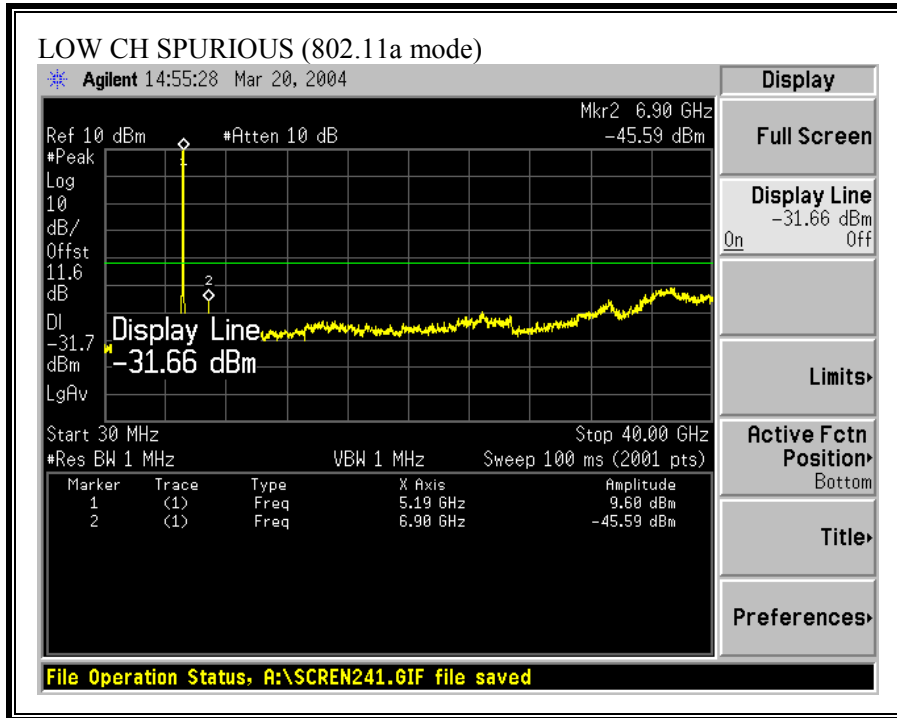 LOW CH SPURIOUS (802.11a mode)
Agilent 14:55:28 Mar 20, 2004
Display
Mkr2 6.90 GHz
Ref 10 dBm #Atten 10 dB -45.59 dBm
#Peak
Log
10
dB/
Offst
11.6
dB
DI
-31.7
dBm
LgAv
1
2
Display Line
-31.66 dBm
Start 30 MHz Stop 40.00 GHz
#Res BW 1 MHz VBW 1 MHz Sweep 100 ms (2001 pts)
Marker Trace Type X Axis Amplitude
1 (1) Freq 5.19 GHz 9.60 dBm
2 (1) Freq 6.90 GHz -45.59 dBm
Full Screen
Display Line
-31.66 dBm
On Off
Limits
Active Fctn
Position
Bottom
Title
Preferences
File Operation Status, A:\SCREN241.GIF file saved